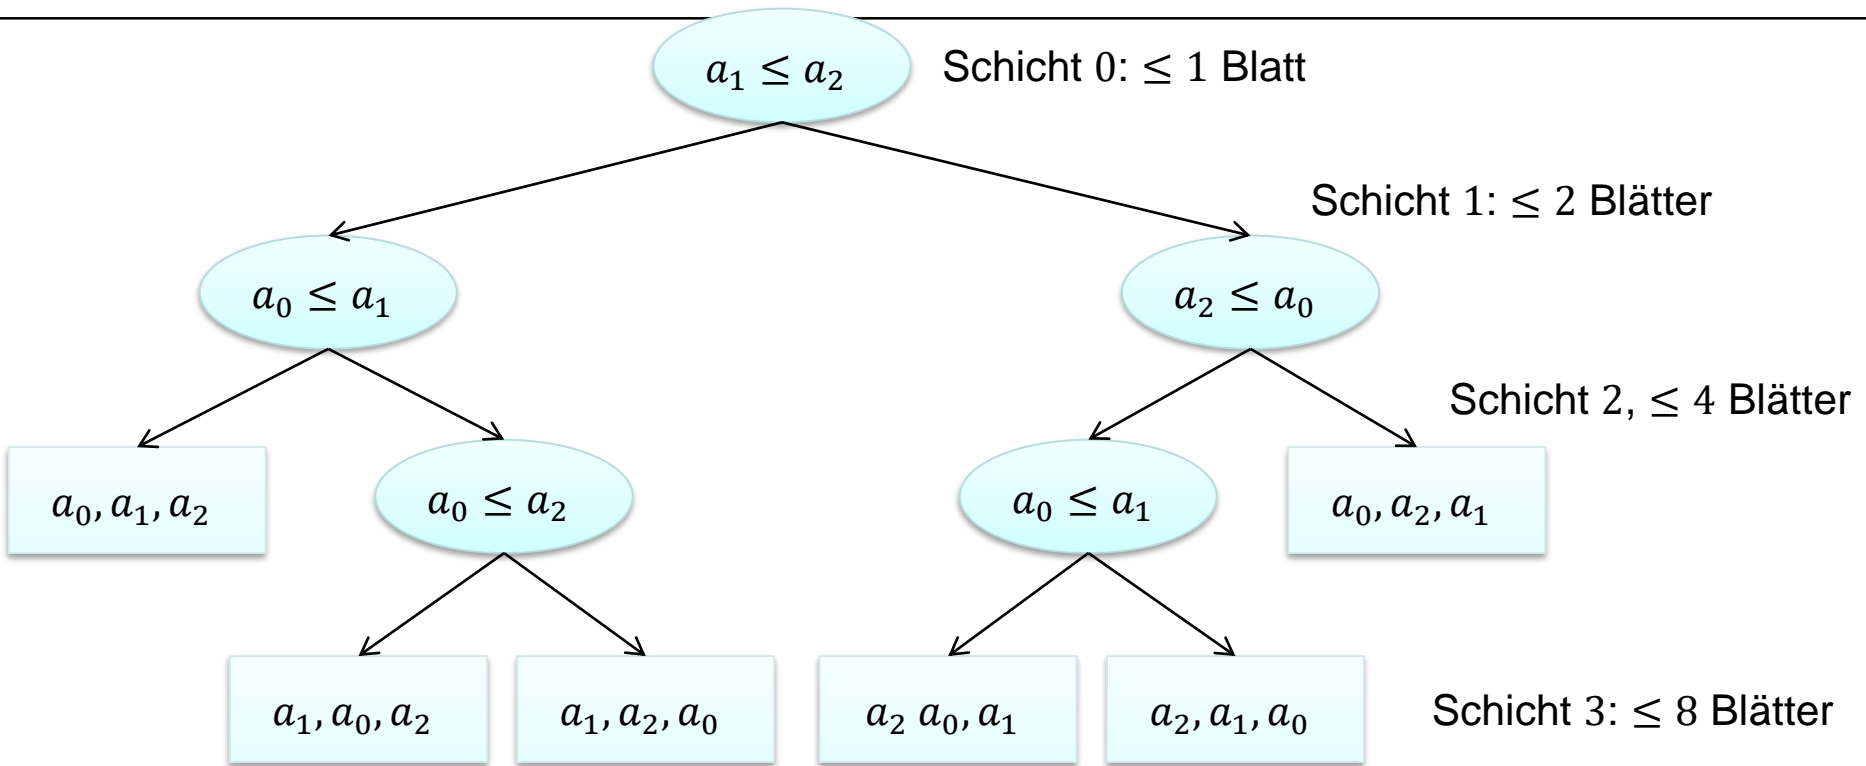 a₁ ≤ a₂
Schicht 0: ≤ 1 Blatt
Schicht 1: ≤ 2 Blätter
a₀ ≤ a₁
a₂ ≤ a₀
Schicht 2, ≤ 4 Blätter
a₀, a₁, a₂
a₀ ≤ a₂
a₀ ≤ a₁
a₀, a₂, a₁
a₁, a₀, a₂
a₁, a₂, a₀
a₂ a₀, a₁
a₂, a₁, a₀
Schicht 3: ≤ 8 Blätter